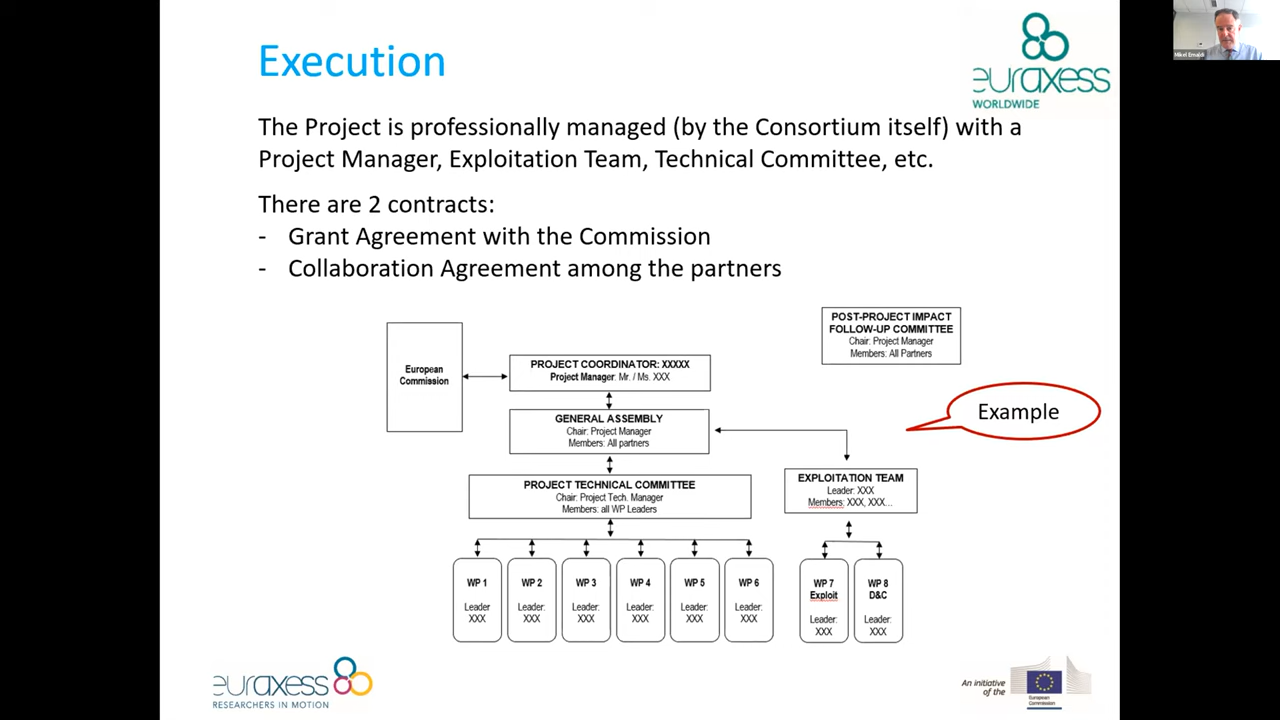 Execution
euraxess
WORLDWIDE
Mikel Emaldi
The Project is professionally managed (by the Consortium itself) with a
Project Manager, Exploitation Team, Technical Committee, etc.
There are 2 contracts:
- Grant Agreement with the Commission
- Collaboration Agreement among the partners
POST-PROJECT IMPACT
FOLLOW-UP COMMITTEE
Chair: Project Manager
Members: All Partners
European
Commission
PROJECT COORDINATOR: XXXXX
Project Manager: Mr. / Ms. XXX
GENERAL ASSEMBLY
Chair: Project Manager
Members: All partners
Example
PROJECT TECHNICAL COMMITTEE
Chair: Project Tech. Manager
Members: all WP Leaders
EXPLOITATION TEAM
Leader: XXX
Members: XXX, XXX...
WP 1
Leader
XXX
WP 2
Leader:
XXX
WP 3
Leader:
XXX
WP 4
Leader:
XXX
WP 5
Leader:
XXX
WP 6
Leader:
XXX
WP 7
Exploit
Leader:
XXX
WP 8
D&C
Leader:
XXX
euraxess
RESEARCHERS IN MOTION
An initiative
of the
European
Commission